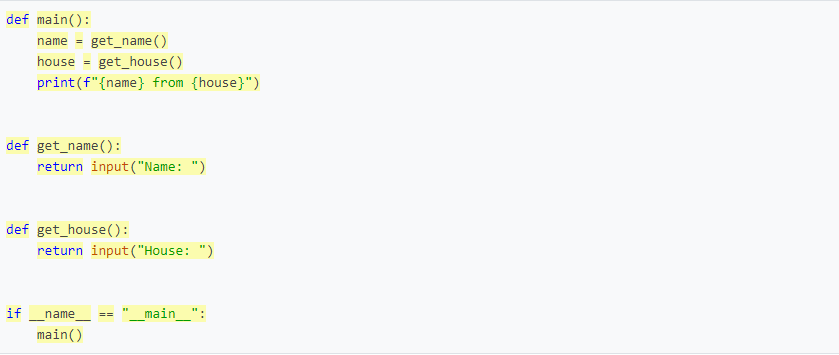 def main():
    name = get_name()
    house = get_house()
    print(f"{name} from {house}")
def get_name():
    return input("Name: ")
def get_house():
    return input("House: ")
if __name__ == "__main__":
    main()